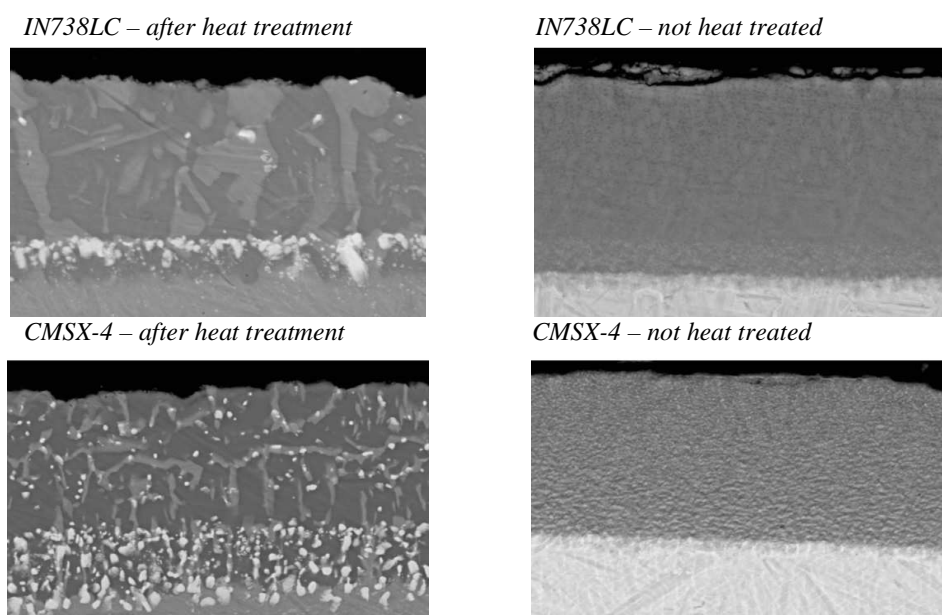 IN738LC – after heat treatment
IN738LC – not heat treated
CMSX-4 – after heat treatment
CMSX-4 – not heat treated